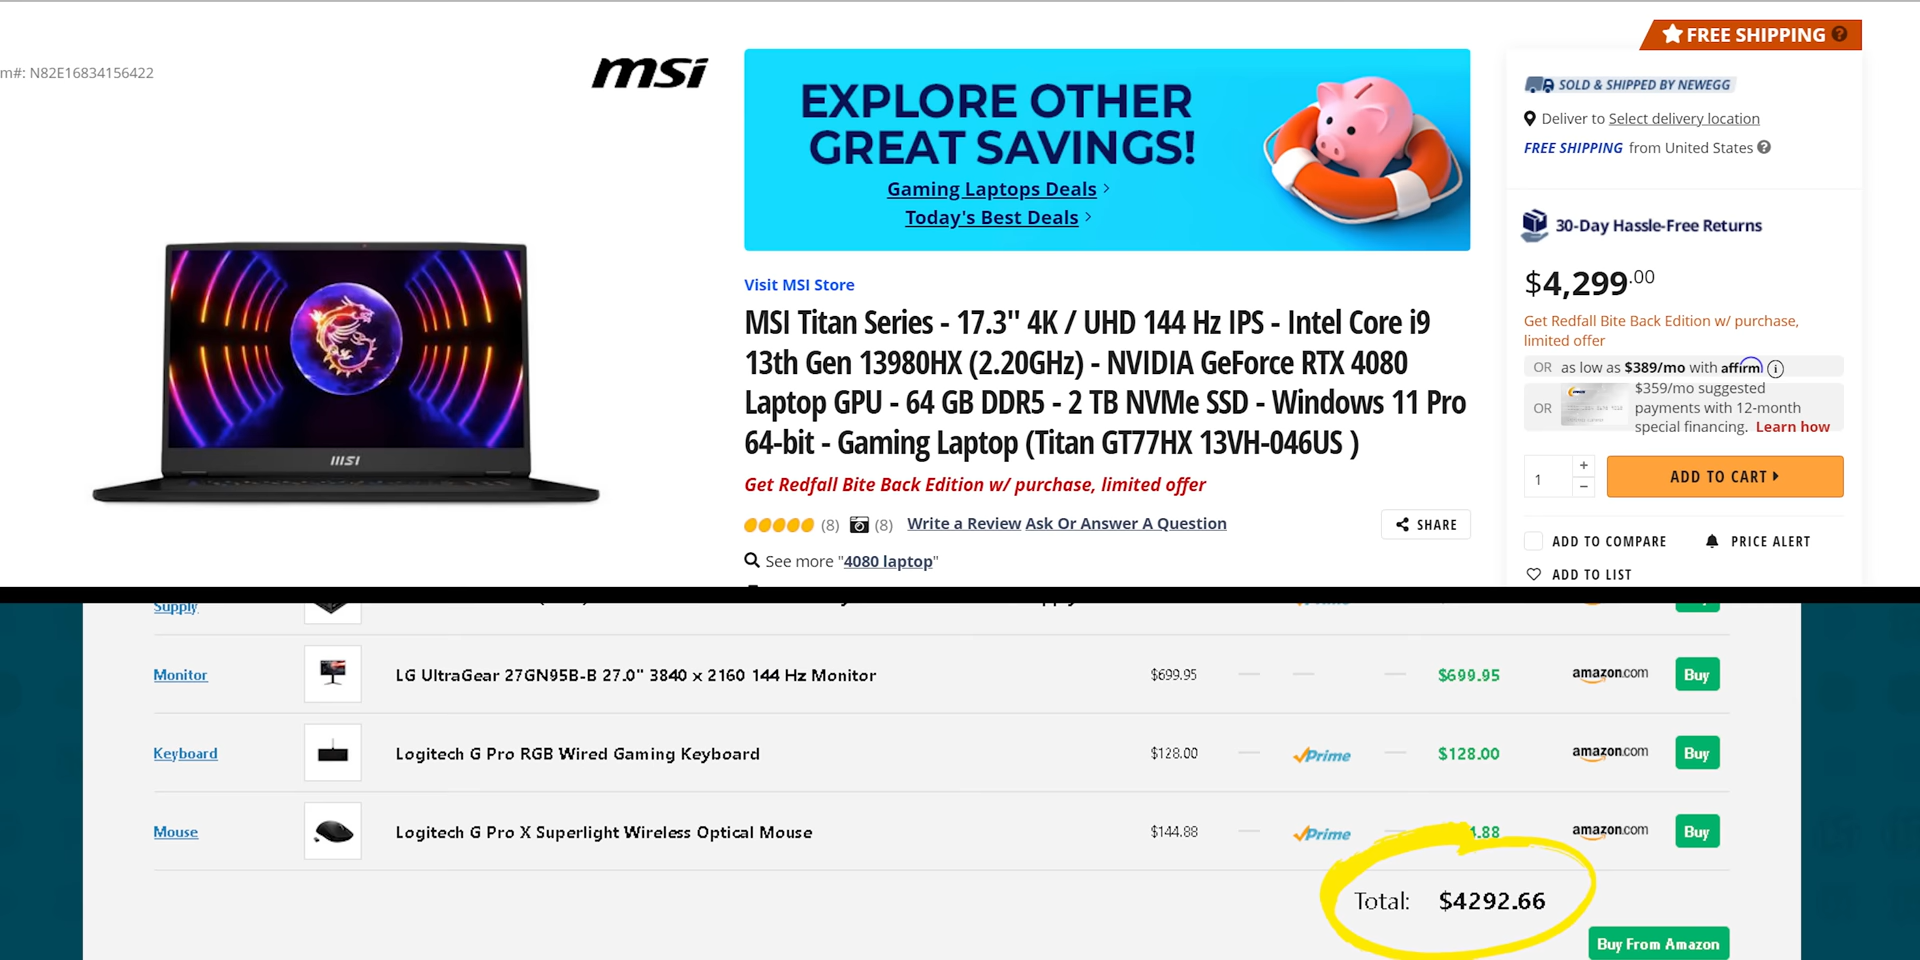 FREE SHIPPING ?
m#: N82E16834156422
msi
EXPLORE OTHER
GREAT SAVINGS!
Gaming Laptops Deals
Today's Best Deals
SOLD & SHIPPED BY NEWEGG
Deliver to Select delivery location
FREE SHIPPING from United States ?
30-Day Hassle-Free Returns
$4,299.00
Get Redfall Bite Back Edition w/ purchase,
limited offer
OR as low as $389/mo with affirm i
OR $359/mo suggested
payments with 12-month
special financing. Learn how
1 + −
ADD TO CART
ADD TO COMPARE PRICE ALERT
ADD TO LIST
Visit MSI Store
MSI Titan Series - 17.3" 4K / UHD 144 Hz IPS - Intel Core i9
13th Gen 13980HX (2.20GHz) - NVIDIA GeForce RTX 4080
Laptop GPU - 64 GB DDR5 - 2 TB NVMe SSD - Windows 11 Pro
64-bit - Gaming Laptop (Titan GT77HX 13VH-046US )
Get Redfall Bite Back Edition w/ purchase, limited offer
(8) (8) Write a Review Ask Or Answer A Question
SHARE
See more "4080 laptop"
msi
Supply
Monitor LG UltraGear 27GN95B-B 27.0" 3840 x 2160 144 Hz Monitor $699.95 — — — $699.95 amazon.com Buy
Keyboard Logitech G Pro RGB Wired Gaming Keyboard $128.00 — Prime — $128.00 amazon.com Buy
Mouse Logitech G Pro X Superlight Wireless Optical Mouse $144.88 — Prime — 4.88 amazon.com Buy
Total: $4292.66
Buy From Amazon